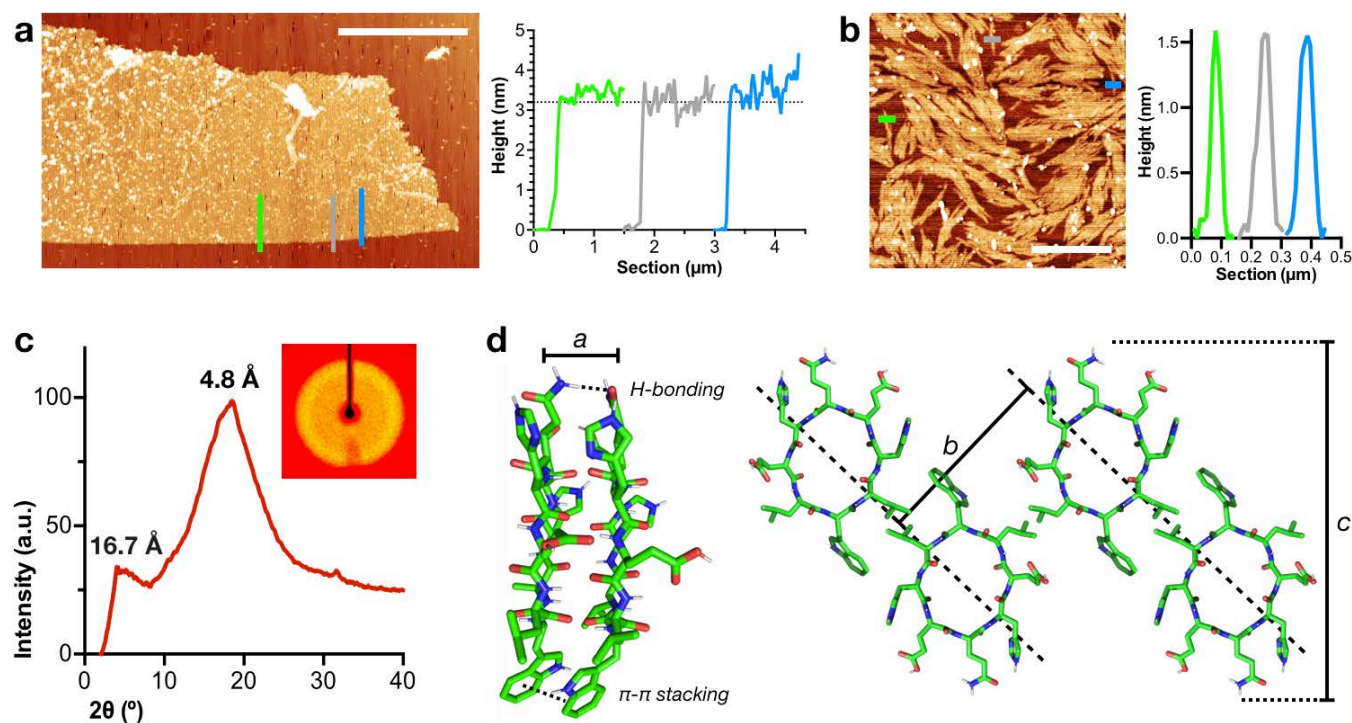 a
Height (nm)
5
4
3
2
1
0
0 1 2 3 4
Section (μm)
b
Height (nm)
1.5
1.0
0.5
0.0
0.0 0.1 0.2 0.3 0.4 0.5
Section (μm)
c
Intensity (a.u.)
100
50
0
16.7 Å
4.8 Å
0 10 20 30 40
2θ (º)
d
a
H-bonding
π-π stacking
b
c